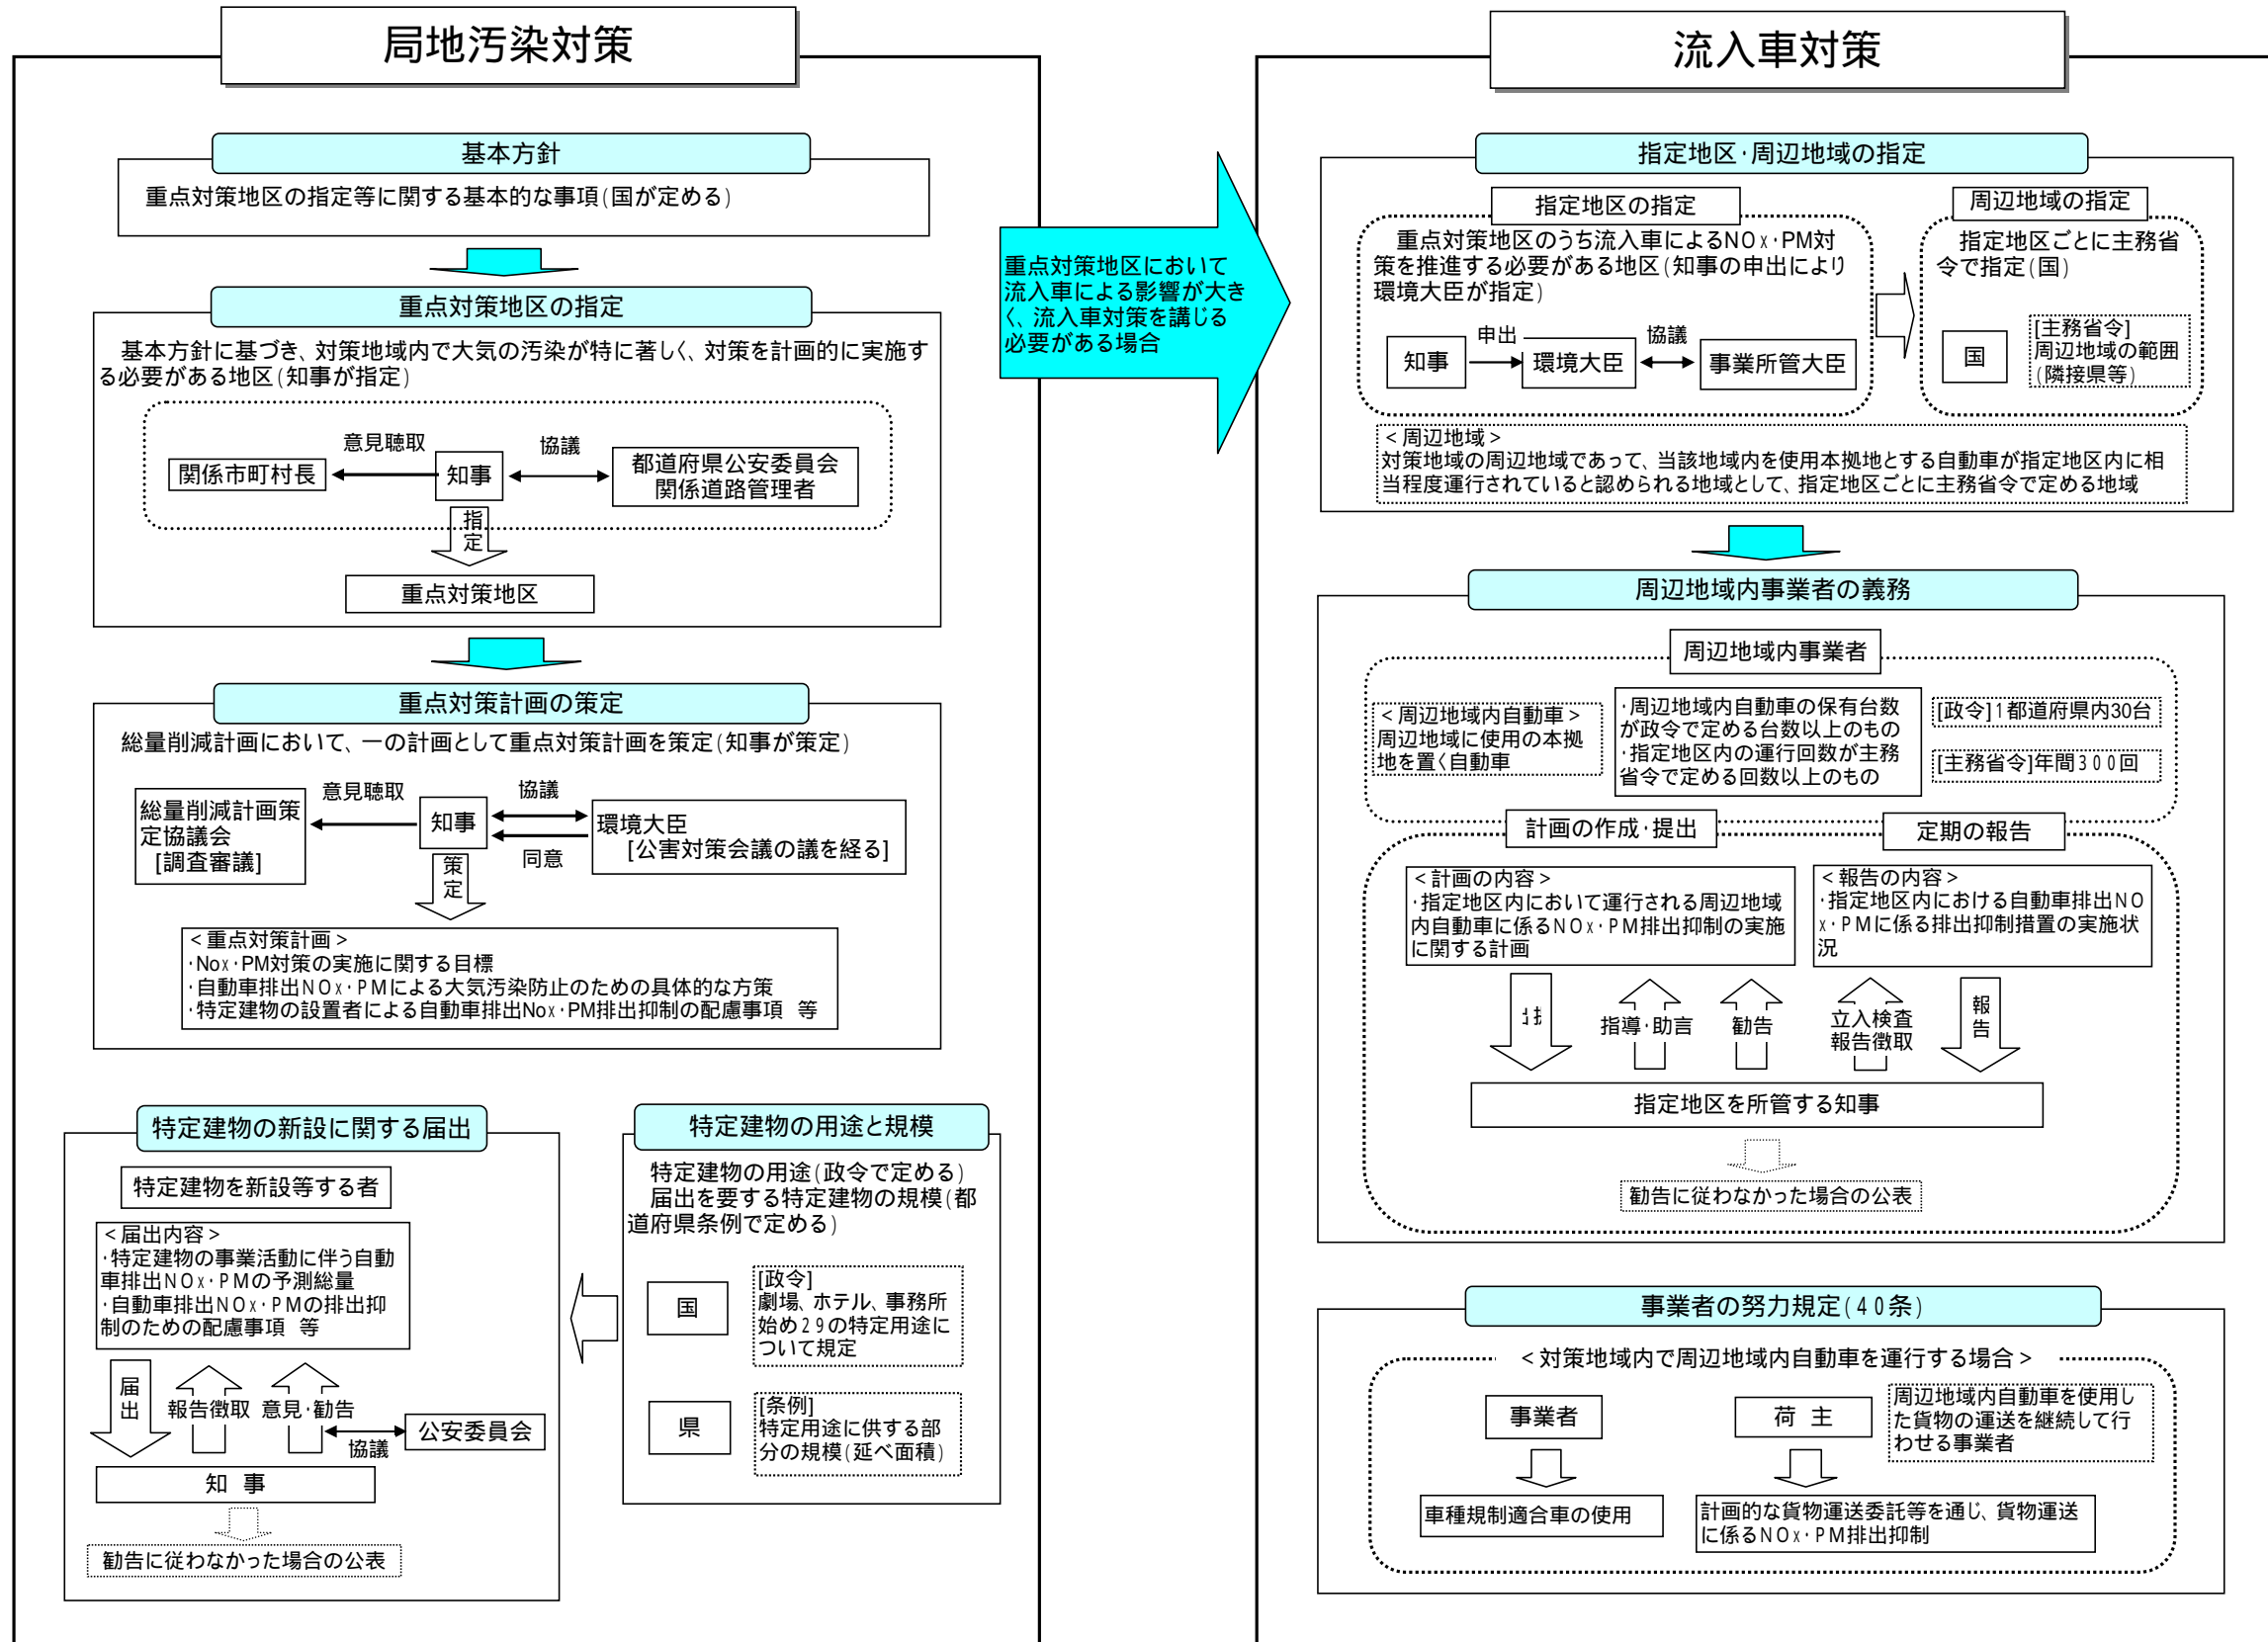 局地汚染対策
基本方針
重点対策地区の指定等に関する基本的な事項(国が定める)
重点対策地区の指定
基本方針に基づき、対策地域内で大気の汚染が特に著しく、対策を計画的に実施す
る必要がある地区(知事が指定)
意見聴取
協議
関係市町村長
知事
都道府県公安委員会
関係道路管理者
指
定
重点対策地区
重点対策計画の策定
総量削減計画において、一の計画として重点対策計画を策定(知事が策定)
意見聴取
協議
総量削減計画策
定協議会
[調査審議]
知事
環境大臣
[公害対策会議の議を経る]
同意
策
定
<重点対策計画>
・Nox・PM対策の実施に関する目標
・自動車排出NOx・PMによる大気汚染防止のための具体的な方策
・特定建物の設置者による自動車排出Nox・PM排出抑制の配慮事項 等
特定建物の新設に関する届出
特定建物を新設等する者
<届出内容>
・特定建物の事業活動に伴う自動
車排出NOx・PMの予測総量
・自動車排出NOx・PMの排出抑
制のための配慮事項 等
届
出
報告徴取
意見・勧告
協議
公安委員会
知 事
勧告に従わなかった場合の公表
特定建物の用途と規模
特定建物の用途(政令で定める)
届出を要する特定建物の規模(都
道府県条例で定める)
国
[政令]
劇場、ホテル、事務所
始め29の特定用途に
ついて規定
県
[条例]
特定用途に供する部
分の規模(延べ面積)
重点対策地区において
流入車による影響が大き
く、流入車対策を講じる
必要がある場合
流入車対策
指定地区・周辺地域の指定
指定地区の指定
重点対策地区のうち流入車によるNOx・PM対
策を推進する必要がある地区(知事の申出により
環境大臣が指定)
知事
申出
環境大臣
協議
事業所管大臣
周辺地域の指定
指定地区ごとに主務省
令で指定(国)
国
[主務省令]
周辺地域の範囲
(隣接県等)
<周辺地域>
対策地域の周辺地域であって、当該地域内を使用本拠地とする自動車が指定地区内に相
当程度運行されていると認められる地域として、指定地区ごとに主務省令で定める地域
周辺地域内事業者の義務
周辺地域内事業者
<周辺地域内自動車>
周辺地域に使用の本拠
地を置く自動車
・周辺地域内自動車の保有台数
が政令で定める台数以上のもの
・指定地区内の運行回数が主務
省令で定める回数以上のもの
[政令]1都道府県内30台
[主務省令]年間300回
計画の作成・提出
定期の報告
<計画の内容>
・指定地区内において運行される周辺地域
内自動車に係るNOx・PM排出抑制の実施
に関する計画
<報告の内容>
・指定地区内における自動車排出NO
x・PMに係る排出抑制措置の実施状
況
指導・助言
勧告
立入検査
報告徴取
報
告
指定地区を所管する知事
勧告に従わなかった場合の公表
事業者の努力規定(40条)
<対策地域内で周辺地域内自動車を運行する場合>
事業者
荷 主
周辺地域内自動車を使用し
た貨物の運送を継続して行
わせる事業者
車種規制適合車の使用
計画的な貨物運送委託等を通じ、貨物運送
に係るNOx・PM排出抑制